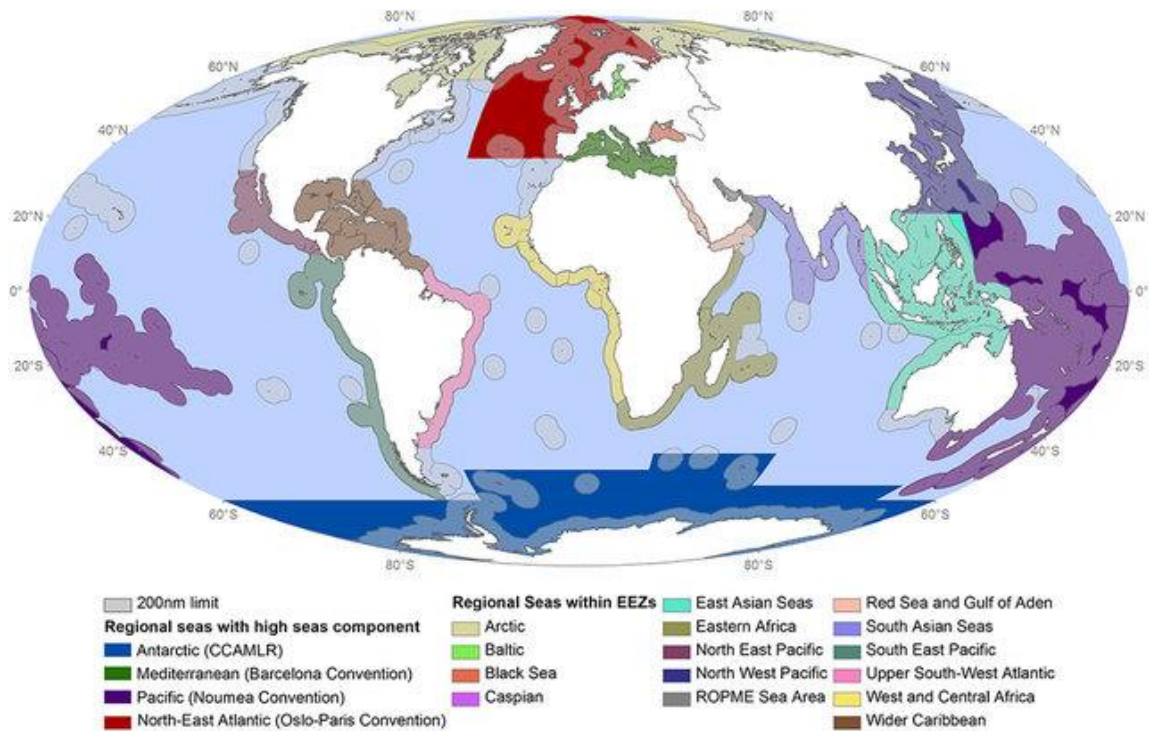 80°N 80°N
60°N 60°N
40°N 40°N
20°N 20°N
0° 0°
20°S 20°S
40°S 40°S
60°S 60°S
80°S 80°S
200nm limit
Regional seas with high seas component
Antarctic (CCAMLR)
Mediterranean (Barcelona Convention)
Pacific (Noumea Convention)
North-East Atlantic (Oslo-Paris Convention)
Regional Seas within EEZs
Arctic
Baltic
Black Sea
Caspian
East Asian Seas
Eastern Africa
North East Pacific
North West Pacific
ROPME Sea Area
Red Sea and Gulf of Aden
South Asian Seas
South East Pacific
Upper South-West Atlantic
West and Central Africa
Wider Caribbean